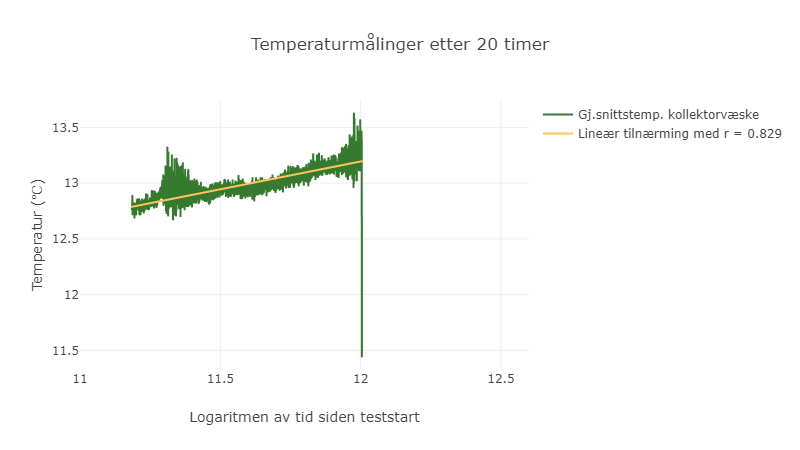 Temperaturmålinger etter 20 timer
Gj.snittstemp. kollektorvæske
Lineær tilnærming med r = 0.829
Temperatur (°C)
13.5
13
12.5
12
11.5
11
11.5
12
12.5
Logaritmen av tid siden teststart